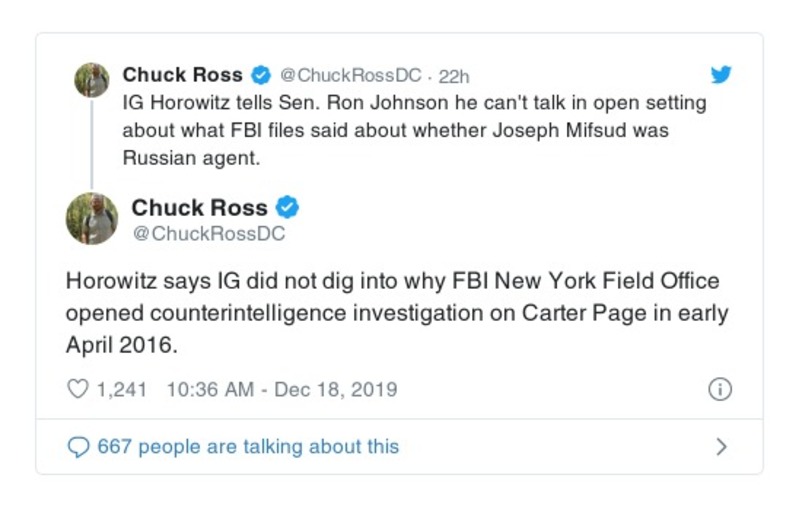 Chuck Ross @ChuckRossDC · 22h
IG Horowitz tells Sen. Ron Johnson he can't talk in open setting
about what FBI files said about whether Joseph Mifsud was
Russian agent.
Chuck Ross
@ChuckRossDC
Horowitz says IG did not dig into why FBI New York Field Office
opened counterintelligence investigation on Carter Page in early
April 2016.
1,241 10:36 AM - Dec 18, 2019
667 people are talking about this